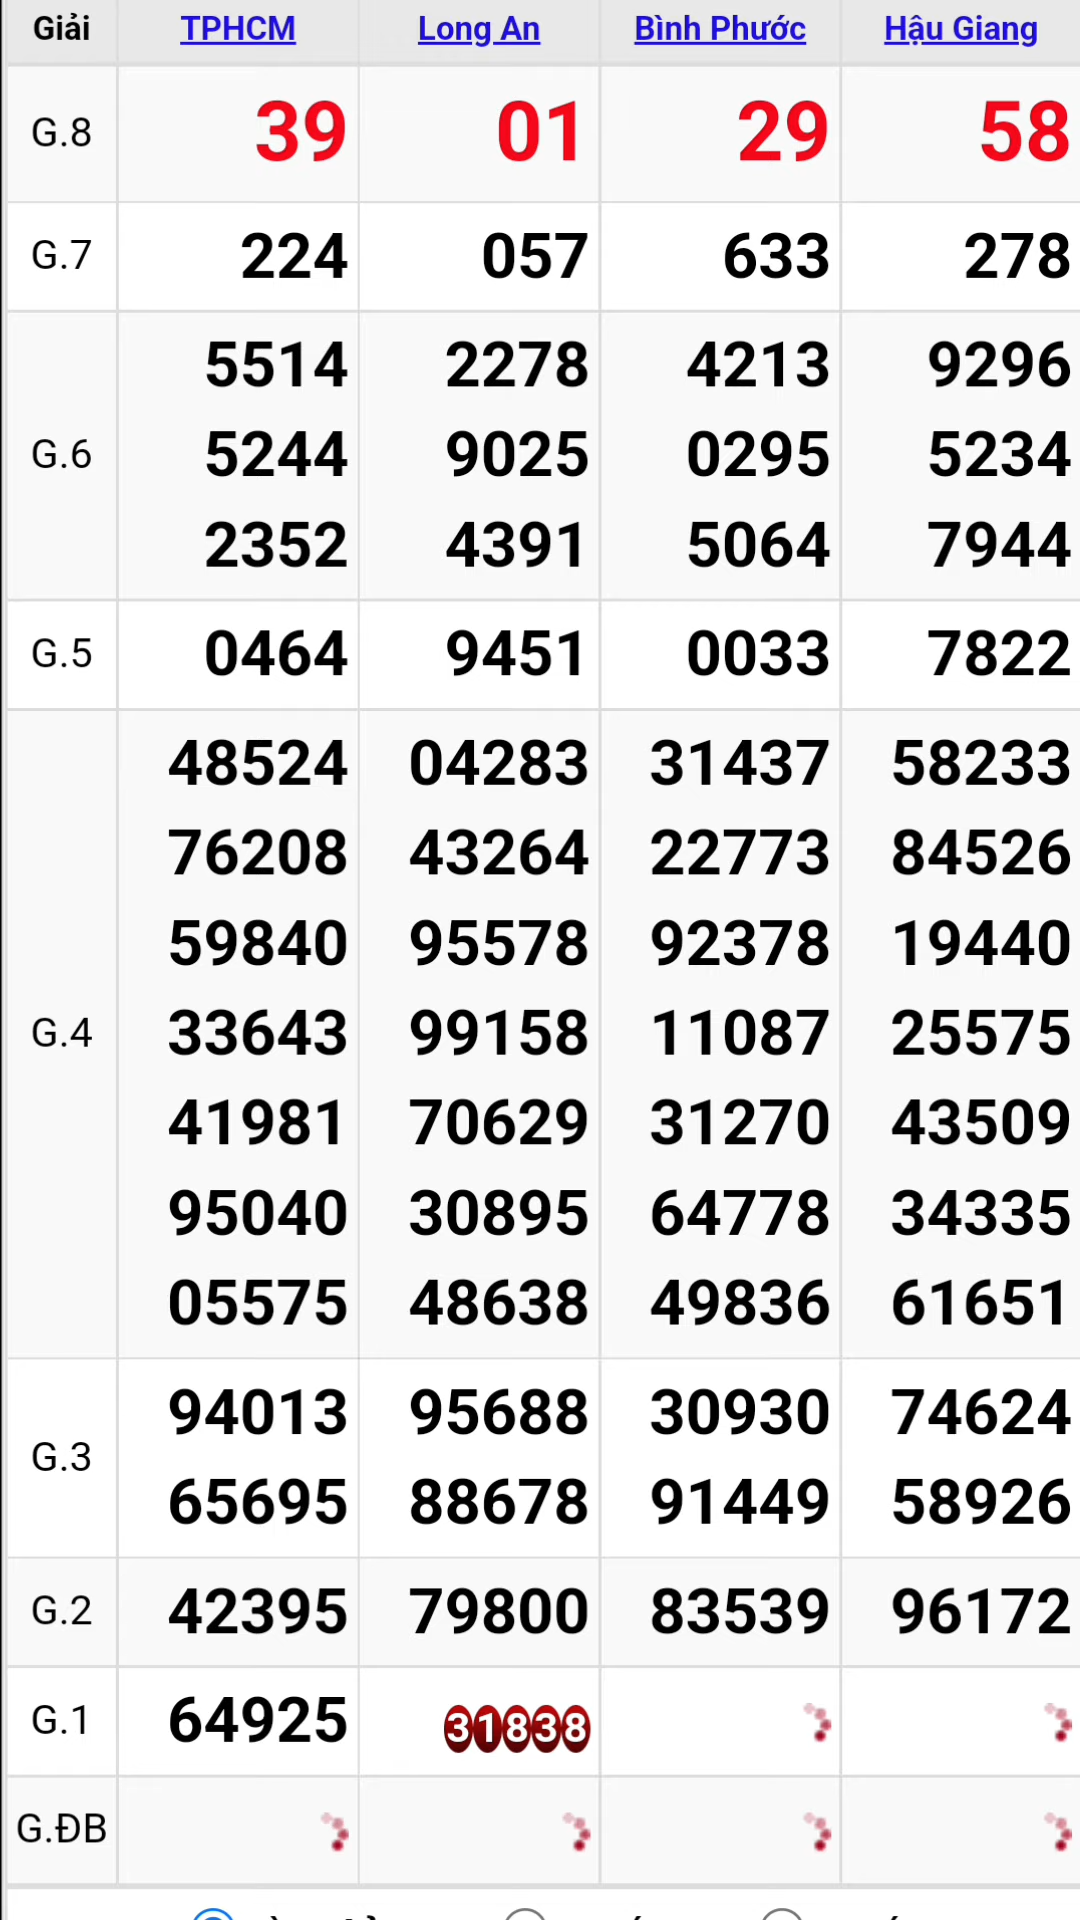 Giải TPHCM Long An Bình Phước Hậu Giang
G.8 39 01 29 58
G.7 224 057 633 278
5514 2278 4213 9296
G.6 5244 9025 0295 5234
2352 4391 5064 7944
G.5 0464 9451 0033 7822
48524 04283 31437 58233
76208 43264 22773 84526
59840 95578 92378 19440
G.4 33643 99158 11087 25575
41981 70629 31270 43509
95040 30895 64778 34335
05575 48638 49836 61651
94013 95688 30930 74624
G.3
65695 88678 91449 58926
G.2 42395 79800 83539 96172
G.1 64925 31838
G.ĐB